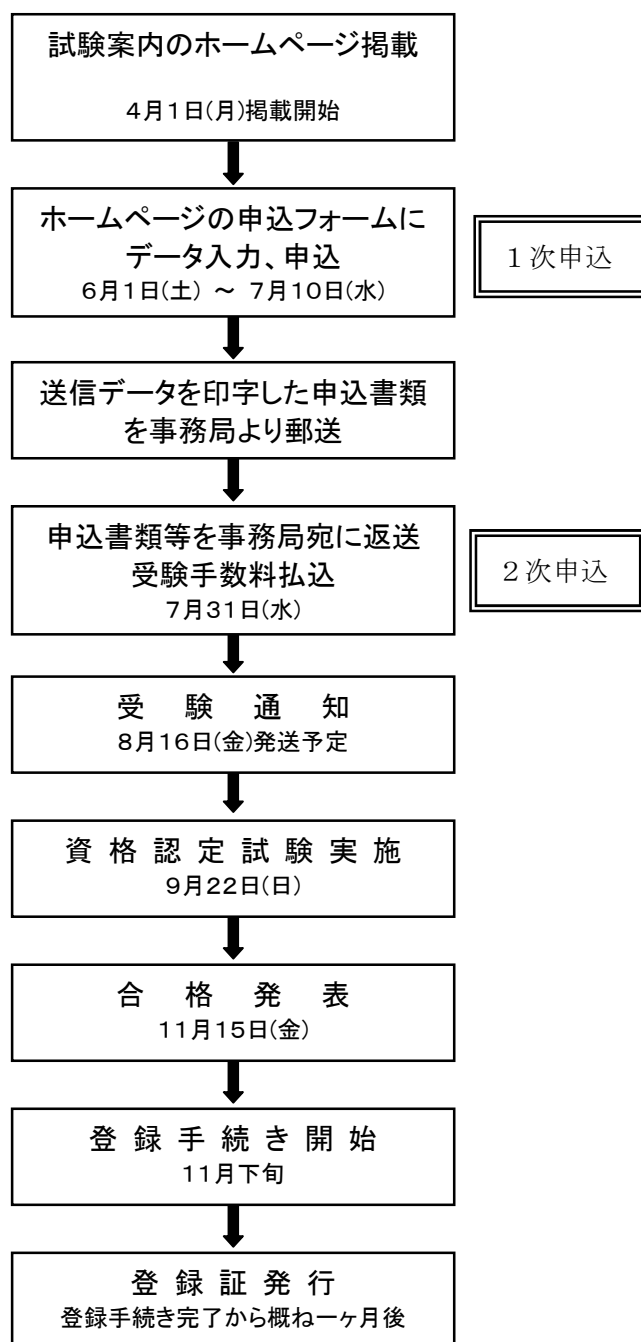 試験案内のホームページ掲載
4月1日(月)掲載開始
ホームページの申込フォームに
データ入力、申込
6月1日(土) ～ 7月10日(水)
1次申込
送信データを印字した申込書類
を事務局より郵送
申込書類等を事務局宛に返送
受験手数料払込
7月31日(水)
2次申込
受 験 通 知
8月16日(金)発送予定
資 格 認 定 試 験 実 施
9月22日(日)
合 格 発 表
11月15日(金)
登 録 手 続 き 開 始
11月下旬
登 録 証 発 行
登録手続き完了から概ね一ヶ月後